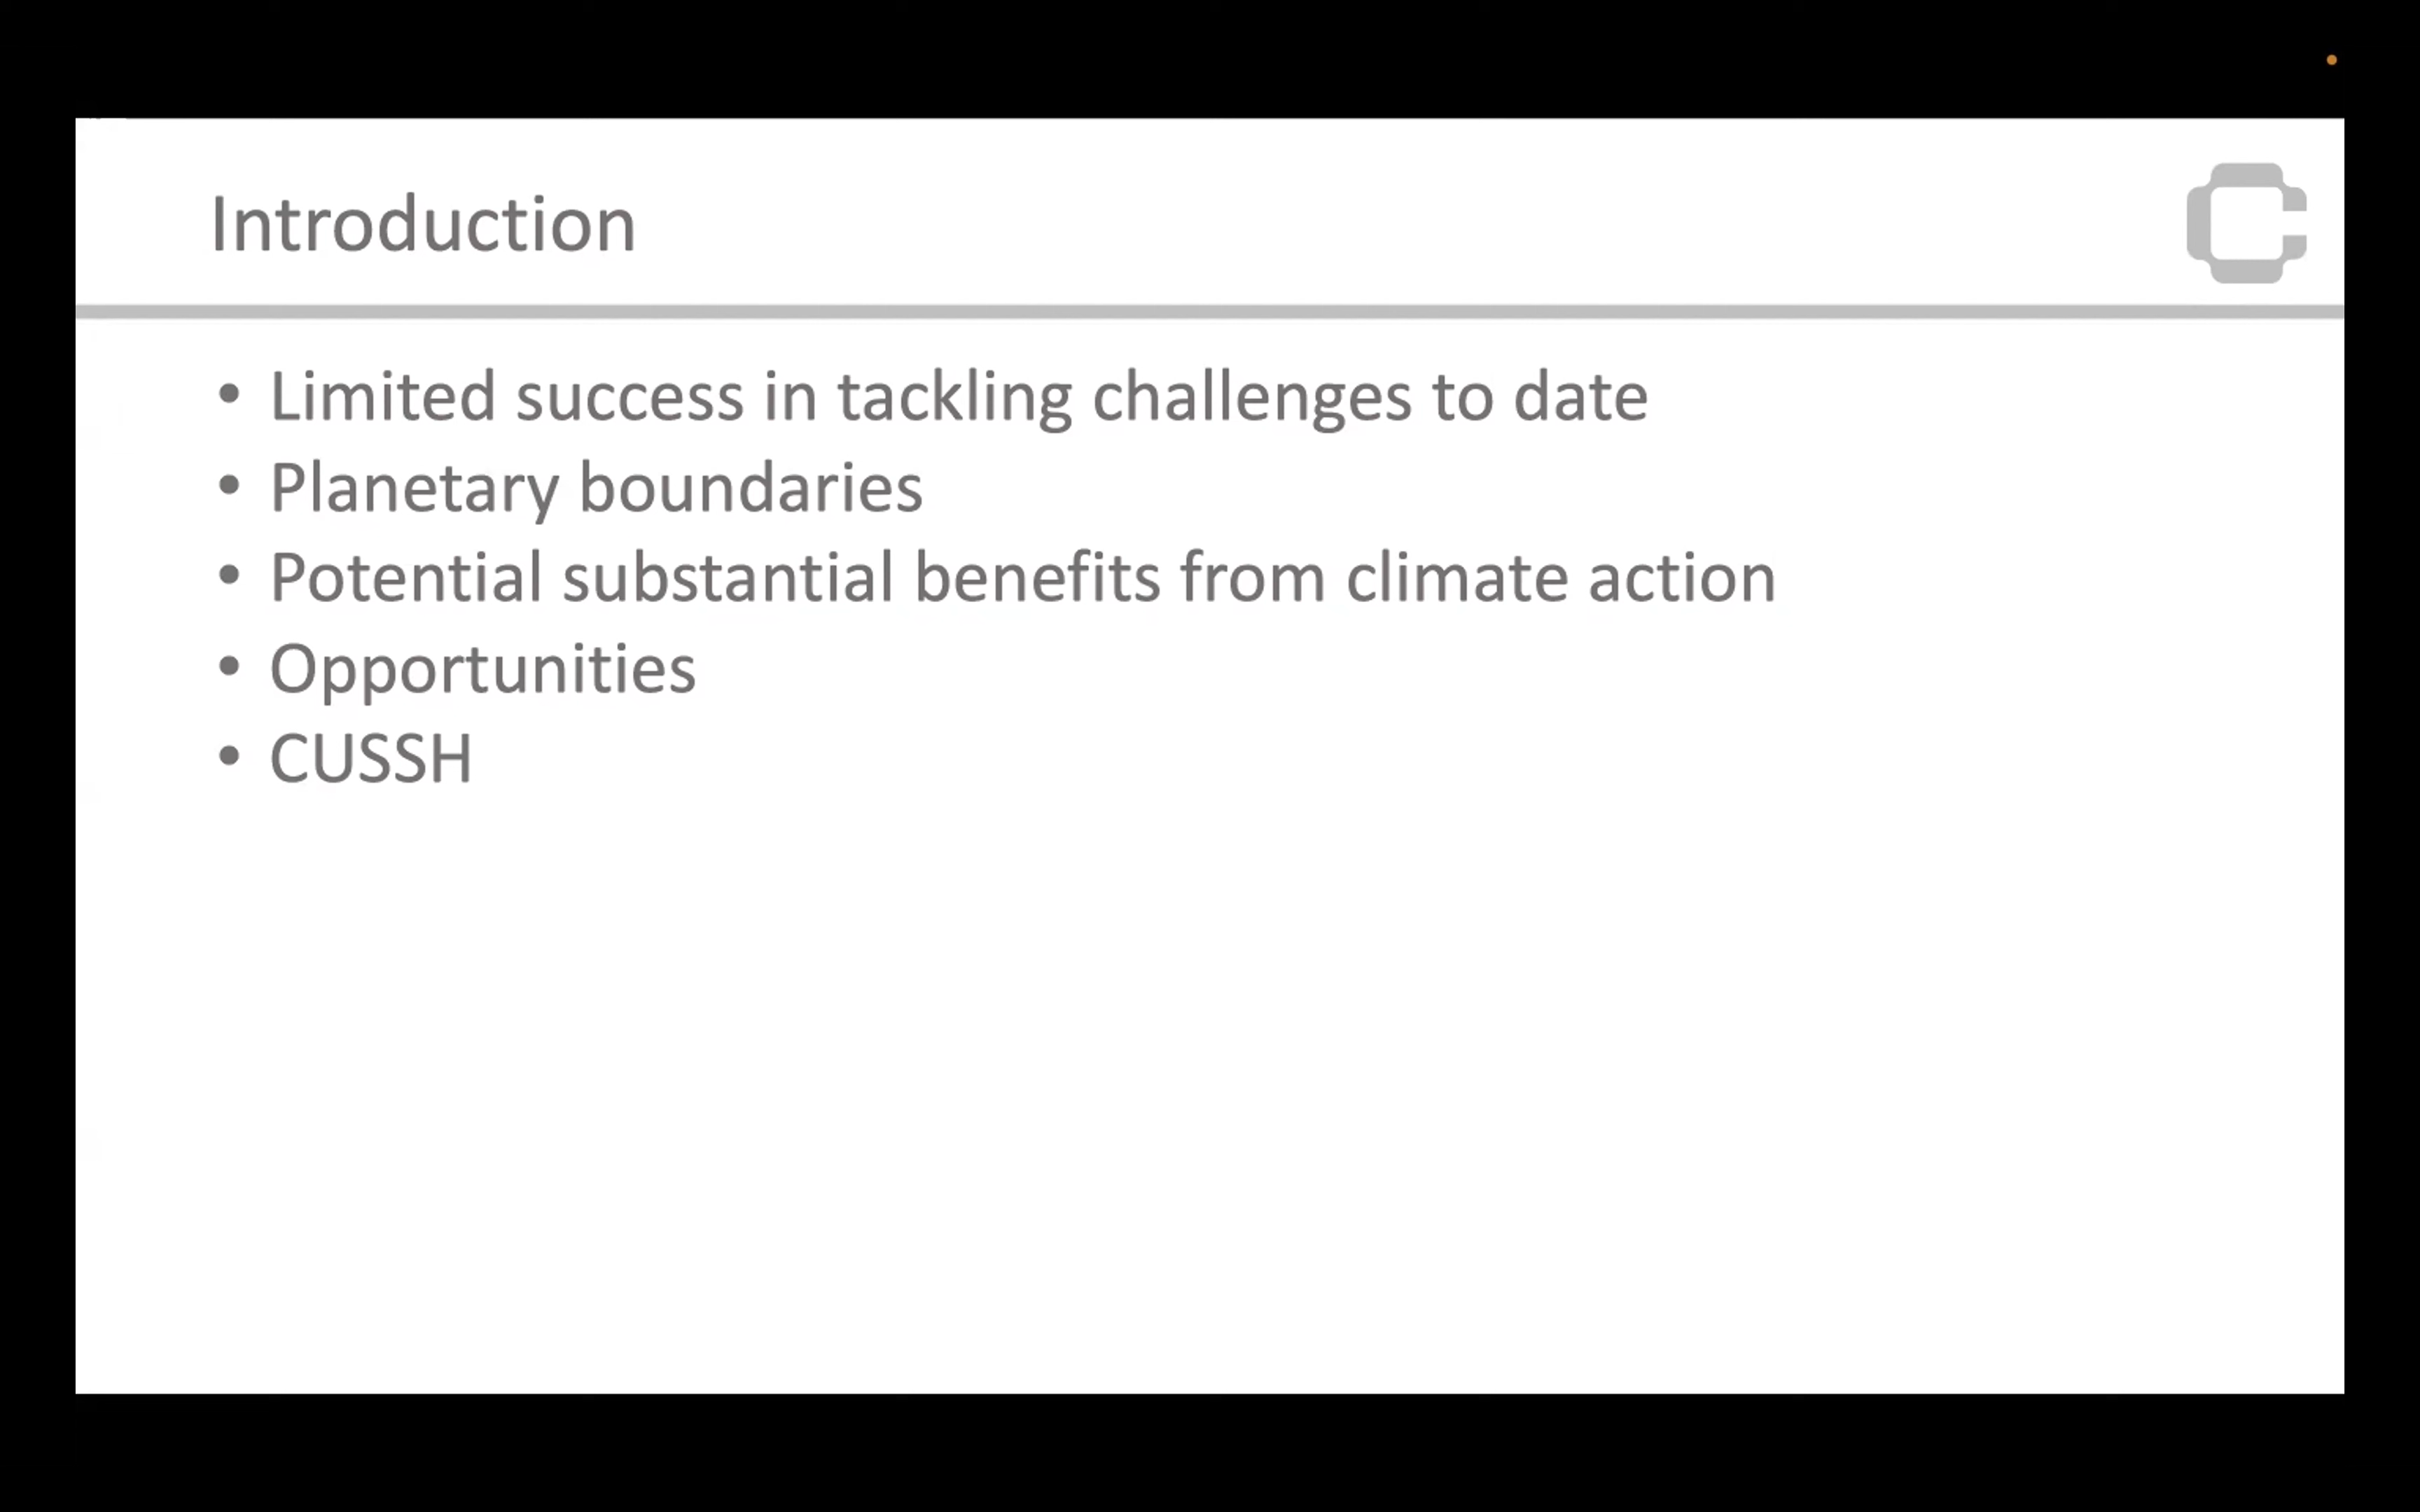 Introduction
• Limited success in tackling challenges to date
• Planetary boundaries
• Potential substantial benefits from climate action
• Opportunities
• CUSSH